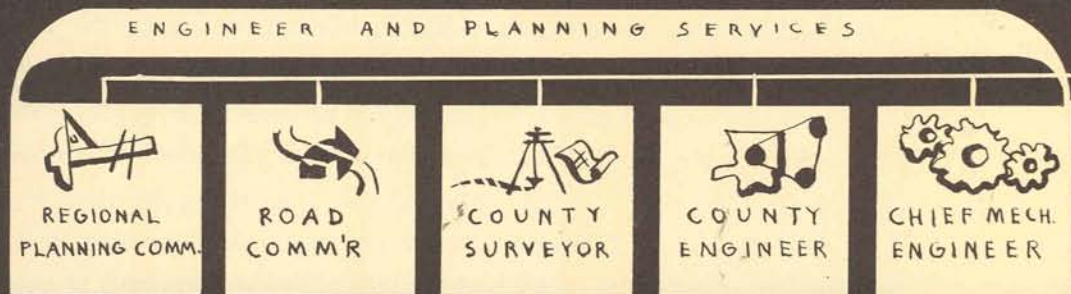 ENGINEER AND PLANNING SERVICES
REGIONAL
PLANNING COMM.
ROAD
COMM'R
COUNTY
SURVEYOR
COUNTY
ENGINEER
CHIEF MECH.
ENGINEER